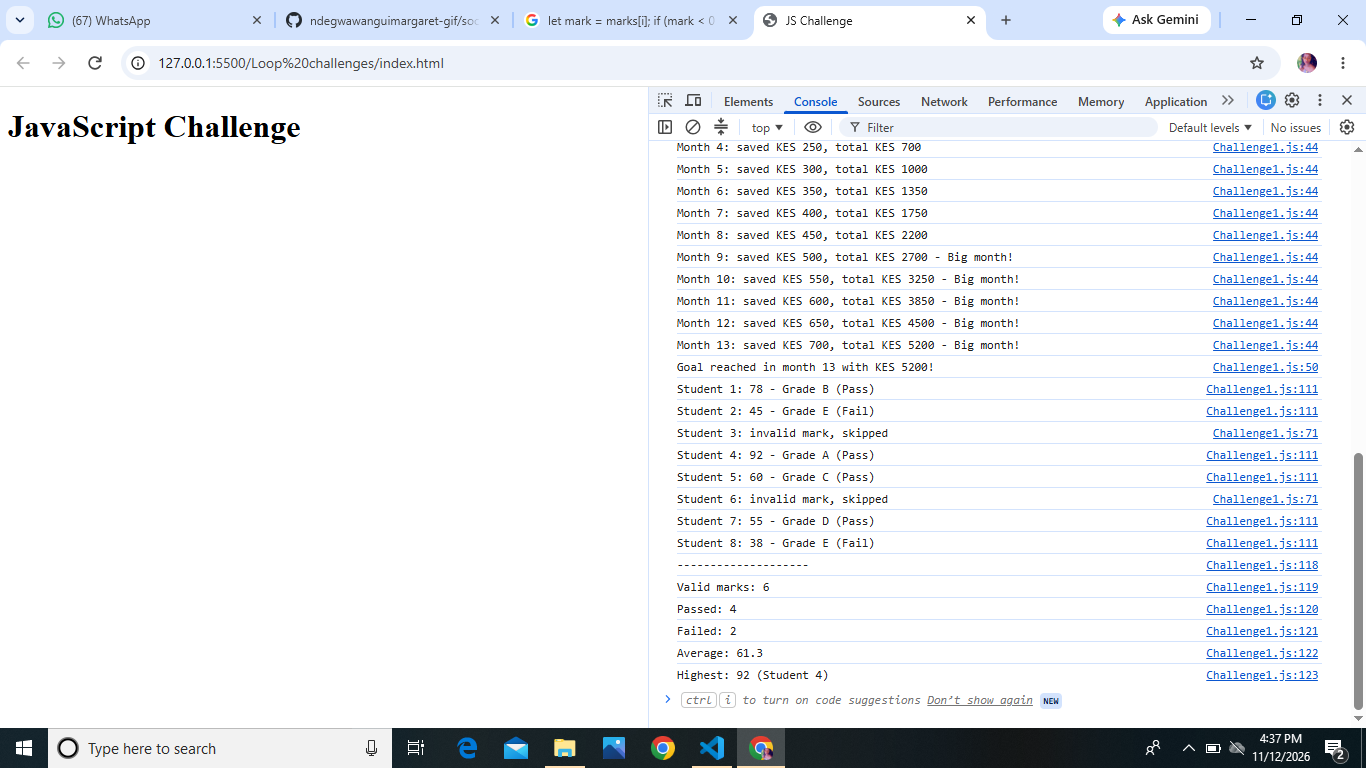 (67) WhatsApp
ndegwawanguimargaret-gif/soc
let mark = marks[i]; if (mark < 0
JS Challenge
Ask Gemini
127.0.0.1:5500/Loop%20challenges/index.html
JavaScript Challenge
Elements Console Sources Network Performance Memory Application
top Filter Default levels No issues
Month 4: saved KES 250, total KES 700 Challenge1.js:44
Month 5: saved KES 300, total KES 1000 Challenge1.js:44
Month 6: saved KES 350, total KES 1350 Challenge1.js:44
Month 7: saved KES 400, total KES 1750 Challenge1.js:44
Month 8: saved KES 450, total KES 2200 Challenge1.js:44
Month 9: saved KES 500, total KES 2700 - Big month! Challenge1.js:44
Month 10: saved KES 550, total KES 3250 - Big month! Challenge1.js:44
Month 11: saved KES 600, total KES 3850 - Big month! Challenge1.js:44
Month 12: saved KES 650, total KES 4500 - Big month! Challenge1.js:44
Month 13: saved KES 700, total KES 5200 - Big month! Challenge1.js:44
Goal reached in month 13 with KES 5200! Challenge1.js:50
Student 1: 78 - Grade B (Pass) Challenge1.js:111
Student 2: 45 - Grade E (Fail) Challenge1.js:111
Student 3: invalid mark, skipped Challenge1.js:71
Student 4: 92 - Grade A (Pass) Challenge1.js:111
Student 5: 60 - Grade C (Pass) Challenge1.js:111
Student 6: invalid mark, skipped Challenge1.js:71
Student 7: 55 - Grade D (Pass) Challenge1.js:111
Student 8: 38 - Grade E (Fail) Challenge1.js:111
-------------------- Challenge1.js:118
Valid marks: 6 Challenge1.js:119
Passed: 4 Challenge1.js:120
Failed: 2 Challenge1.js:121
Average: 61.3 Challenge1.js:122
Highest: 92 (Student 4) Challenge1.js:123
ctrl i to turn on code suggestions Don't show again NEW
Type here to search
4:37 PM
11/12/2026
2